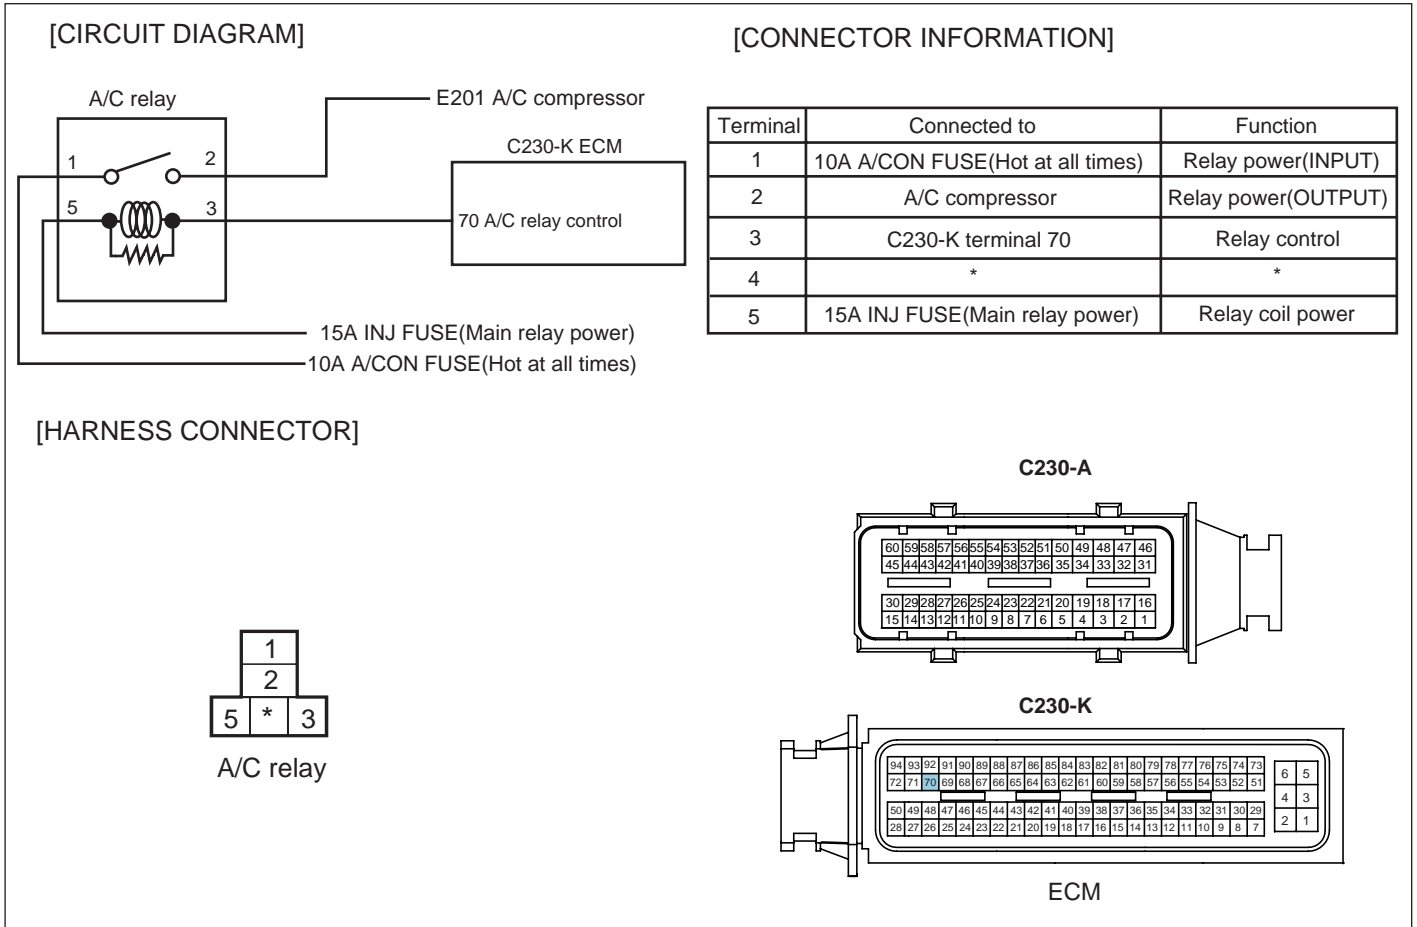 [CIRCUIT DIAGRAM]
A/C relay
1
2
5
3
E201 A/C compressor
C230-K ECM
70 A/C relay control
15A INJ FUSE(Main relay power)
10A A/CON FUSE(Hot at all times)
[CONNECTOR INFORMATION]
Terminal Connected to Function
1 10A A/CON FUSE(Hot at all times) Relay power(INPUT)
2 A/C compressor Relay power(OUTPUT)
3 C230-K terminal 70 Relay control
4 * *
5 15A INJ FUSE(Main relay power) Relay coil power
[HARNESS CONNECTOR]
1
2
5 * 3
A/C relay
C230-A
60 59 58 57 56 55 54 53 52 51 50 49 48 47 46
45 44 43 42 41 40 39 38 37 36 35 34 33 32 31
30 29 28 27 26 25 24 23 22 21 20 19 18 17 16
15 14 13 12 11 10 9 8 7 6 5 4 3 2 1
C230-K
94 93 92 91 90 89 88 87 86 85 84 83 82 81 80 79 78 77 76 75 74 73
72 71 70 69 68 67 66 65 64 63 62 61 60 59 58 57 56 55 54 53 52 51
50 49 48 47 46 45 44 43 42 41 40 39 38 37 36 35 34 33 32 31 30 29
28 27 26 25 24 23 22 21 20 19 18 17 16 15 14 13 12 11 10 9 8 7
6 5
4 3
2 1
ECM